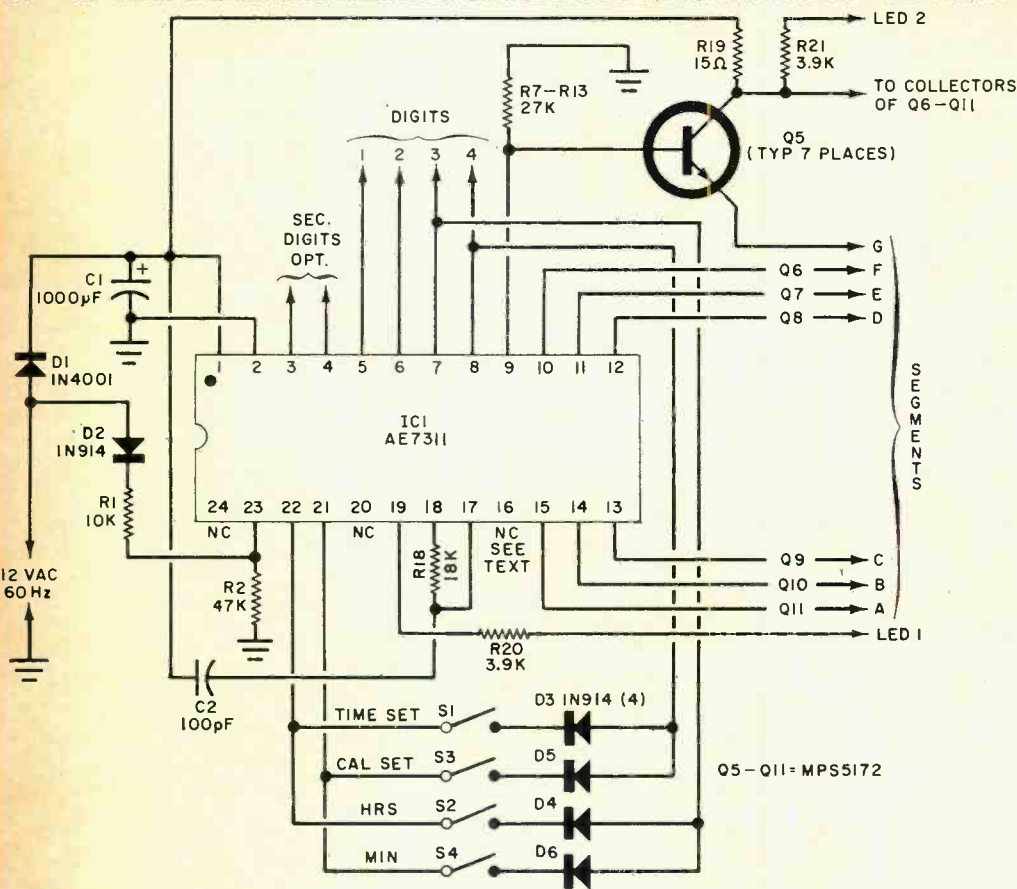 LED 2
R19
15Ω
R21
3.9K
R7-R13
27K
TO COLLECTORS
OF Q6-Q11
DIGITS
1 2 3 4
Q5
(TYP 7 PLACES)
SEC.
DIGITS
OPT.
C1
1000µF
+
G
Q6 F
Q7 E
Q8 D
D1
1N4001
1 2 3 4 5 6 7 8 9 10 11 12
IC1
AE7311
SEGMENTS
D2
1N914
R1
10K
24 23 22 21 20 19 18 17 16 15 14 13
NC NC NC
SEE
TEXT
R18
18K
Q9 C
Q10 B
Q11 A
12 VAC
60 Hz
R2
47K
LED 1
R20
3.9K
C2
100pF
TIME SET S1 D3 1N914 (4)
CAL SET S3 D5
Q5-Q11=MPS5172
HRS S2 D4
MIN S4 D6